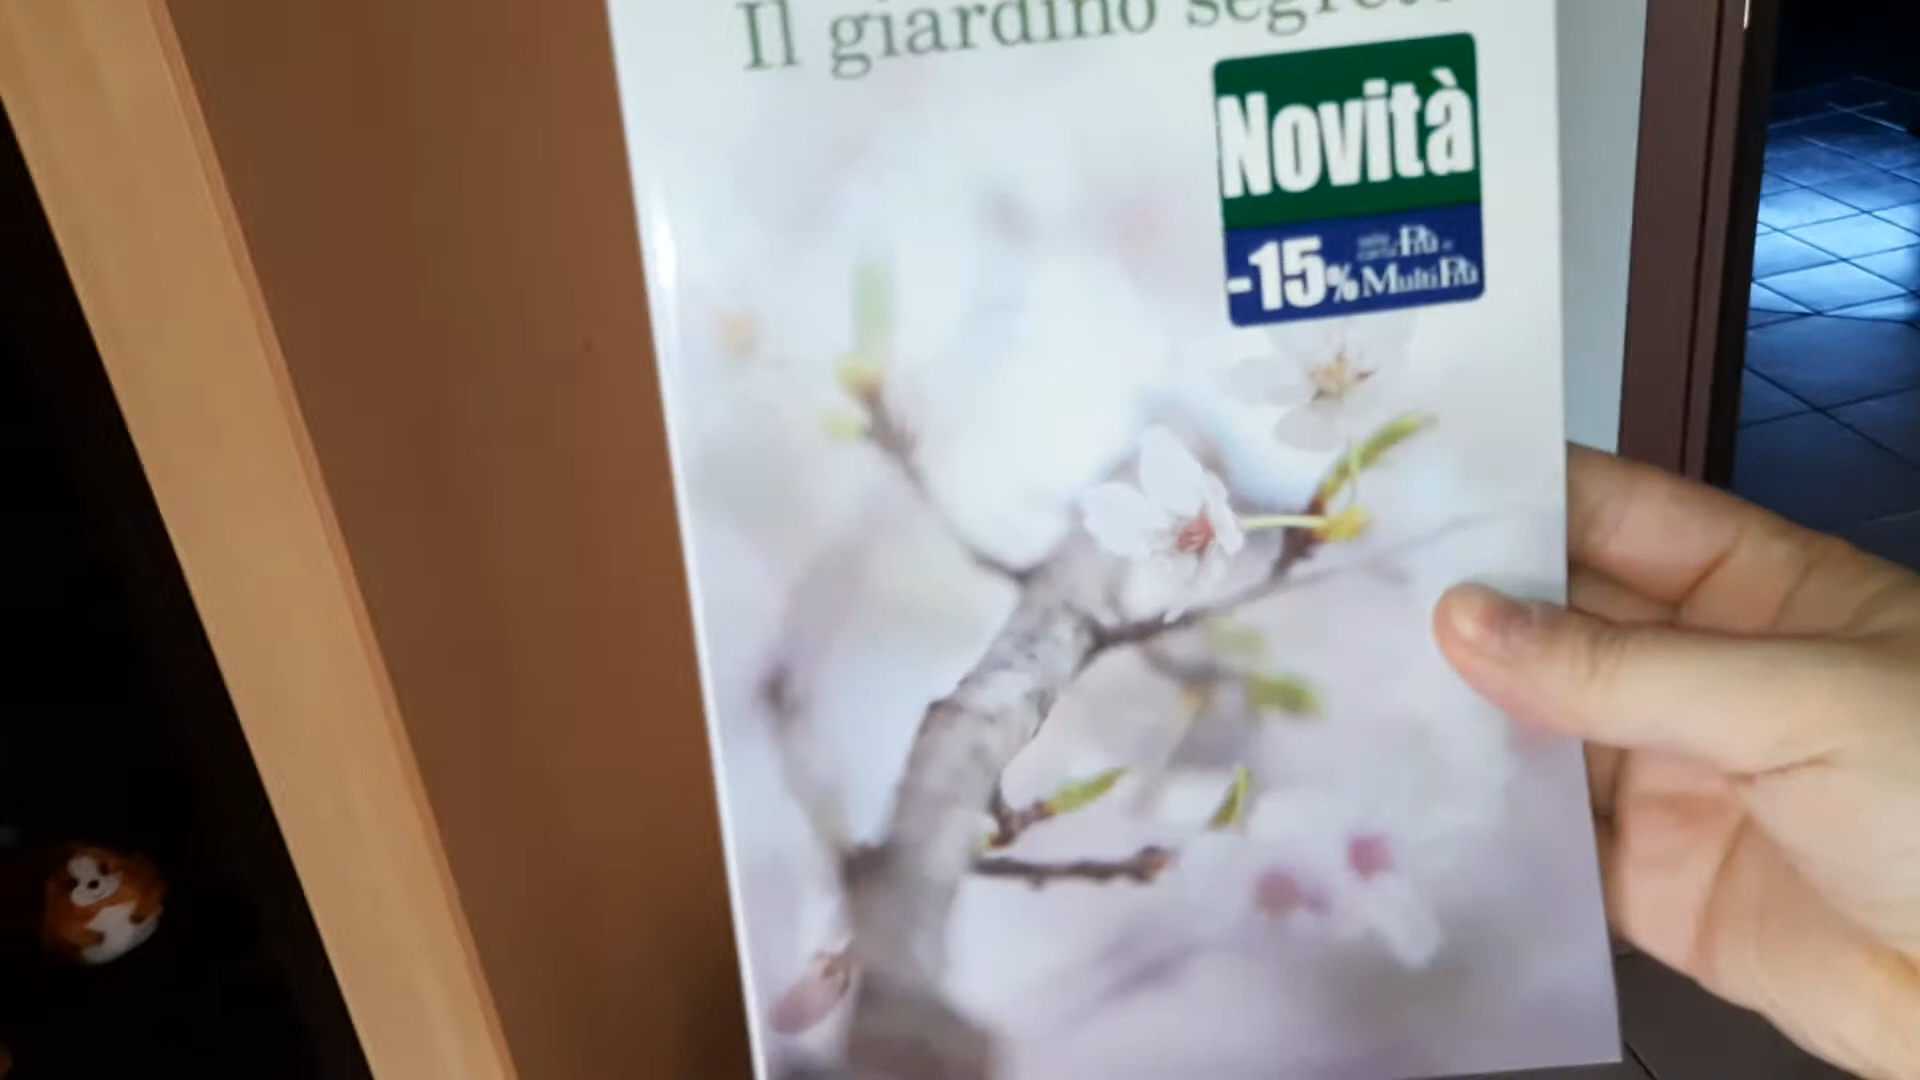 Il giardino segreto
Novità
-15%
Più e
MultiPiù